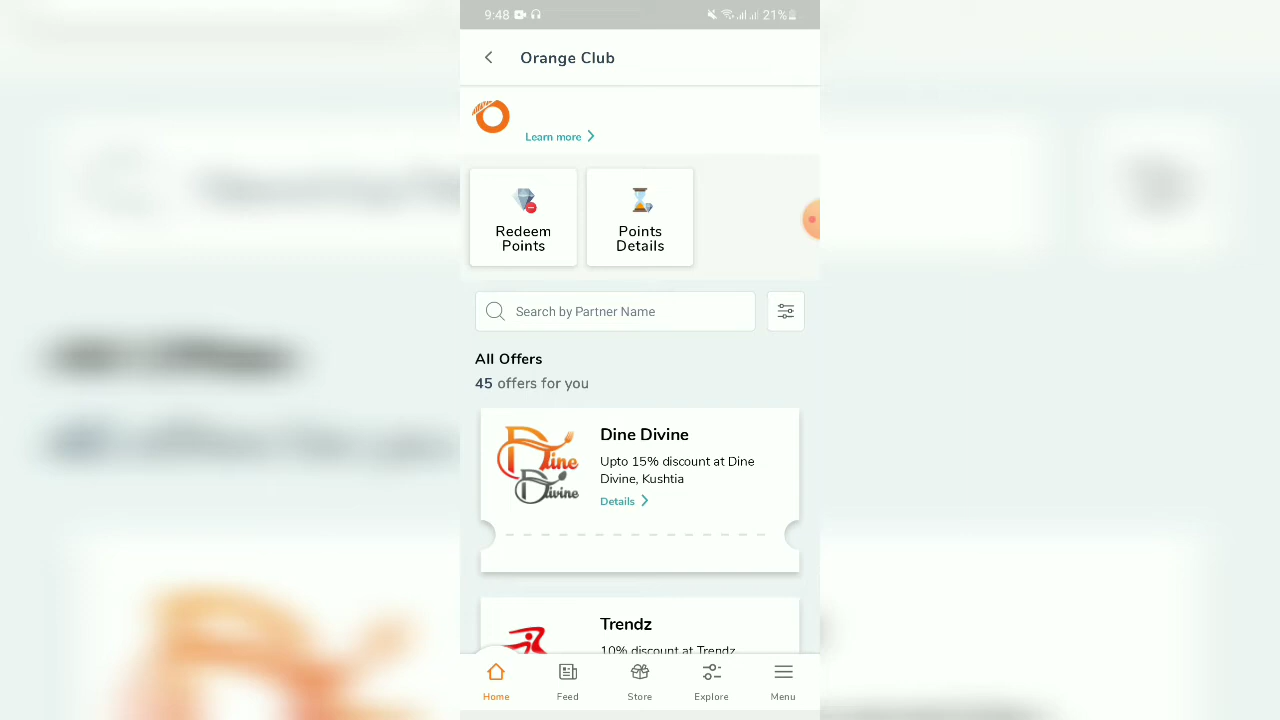 9:48 21%
Orange Club
Learn more
Redeem
Points
Points
Details
Search by Partner Name
All Offers
45 offers for you
Dine Divine
Dine Divine
Upto 15% discount at Dine
Divine, Kushtia
Details
Trendz
10% discount at Trendz
Home Feed Store Explore Menu